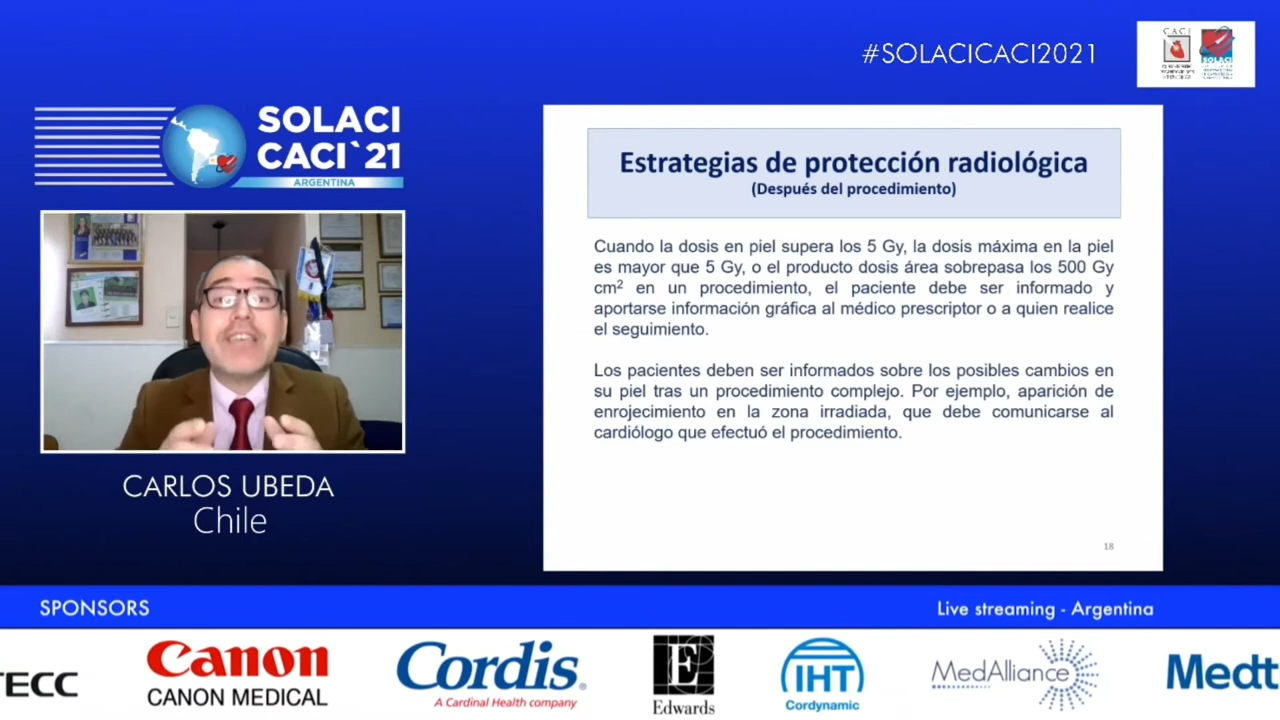 #SOLACICACI2021
SOLACI
CACI`21
ARGENTINA
C.A.C.I
SOLACI
Estrategias de protección radiológica
(Después del procedimiento)
Cuando la dosis en piel supera los 5 Gy, la dosis máxima en la piel
es mayor que 5 Gy, o el producto dosis área sobrepasa los 500 Gy
cm² en un procedimiento, el paciente debe ser informado y
aportarse información gráfica al médico prescriptor o a quien realice
el seguimiento.
Los pacientes deben ser informados sobre los posibles cambios en
su piel tras un procedimiento complejo. Por ejemplo, aparición de
enrojecimiento en la zona irradiada, que debe comunicarse al
cardiólogo que efectuó el procedimiento.
18
CARLOS UBEDA
Chile
SPONSORS
Live streaming - Argentina
TECC
Canon
CANON MEDICAL
Cordis®
A Cardinal Health company
E
Edwards
IHT
Cordynamic
MedAlliance
Medt